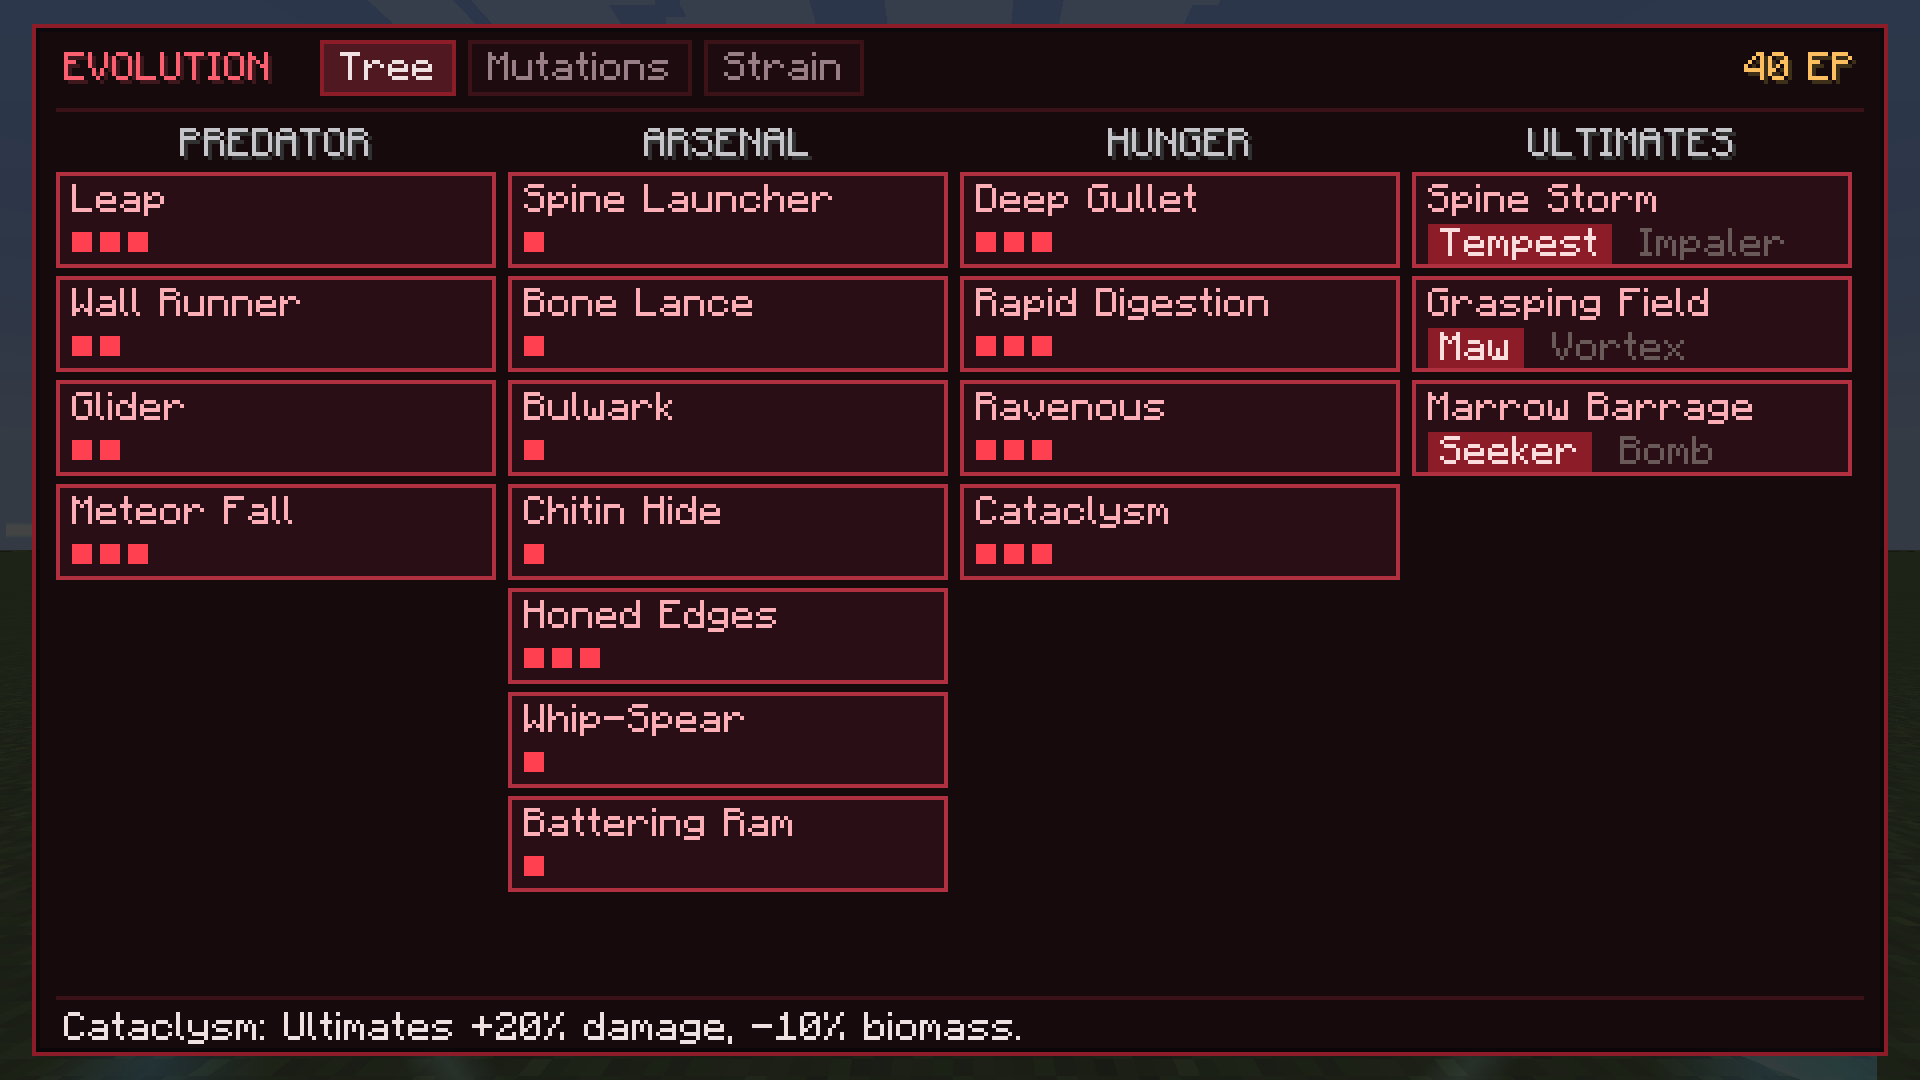 EVOLUTION Tree Mutations Strain 40 EP
PREDATOR ARSENAL HUNGER ULTIMATES
Leap Spine Launcher Deep Gullet Spine Storm
Tempest Impaler
Wall Runner Bone Lance Rapid Digestion Grasping Field
Maw Vortex
Glider Bulwark Ravenous Marrow Barrage
Seeker Bomb
Meteor Fall Chitin Hide Cataclysm
Honed Edges
Whip-Spear
Battering Ram
Cataclysm: Ultimates +20% damage, -10% biomass.